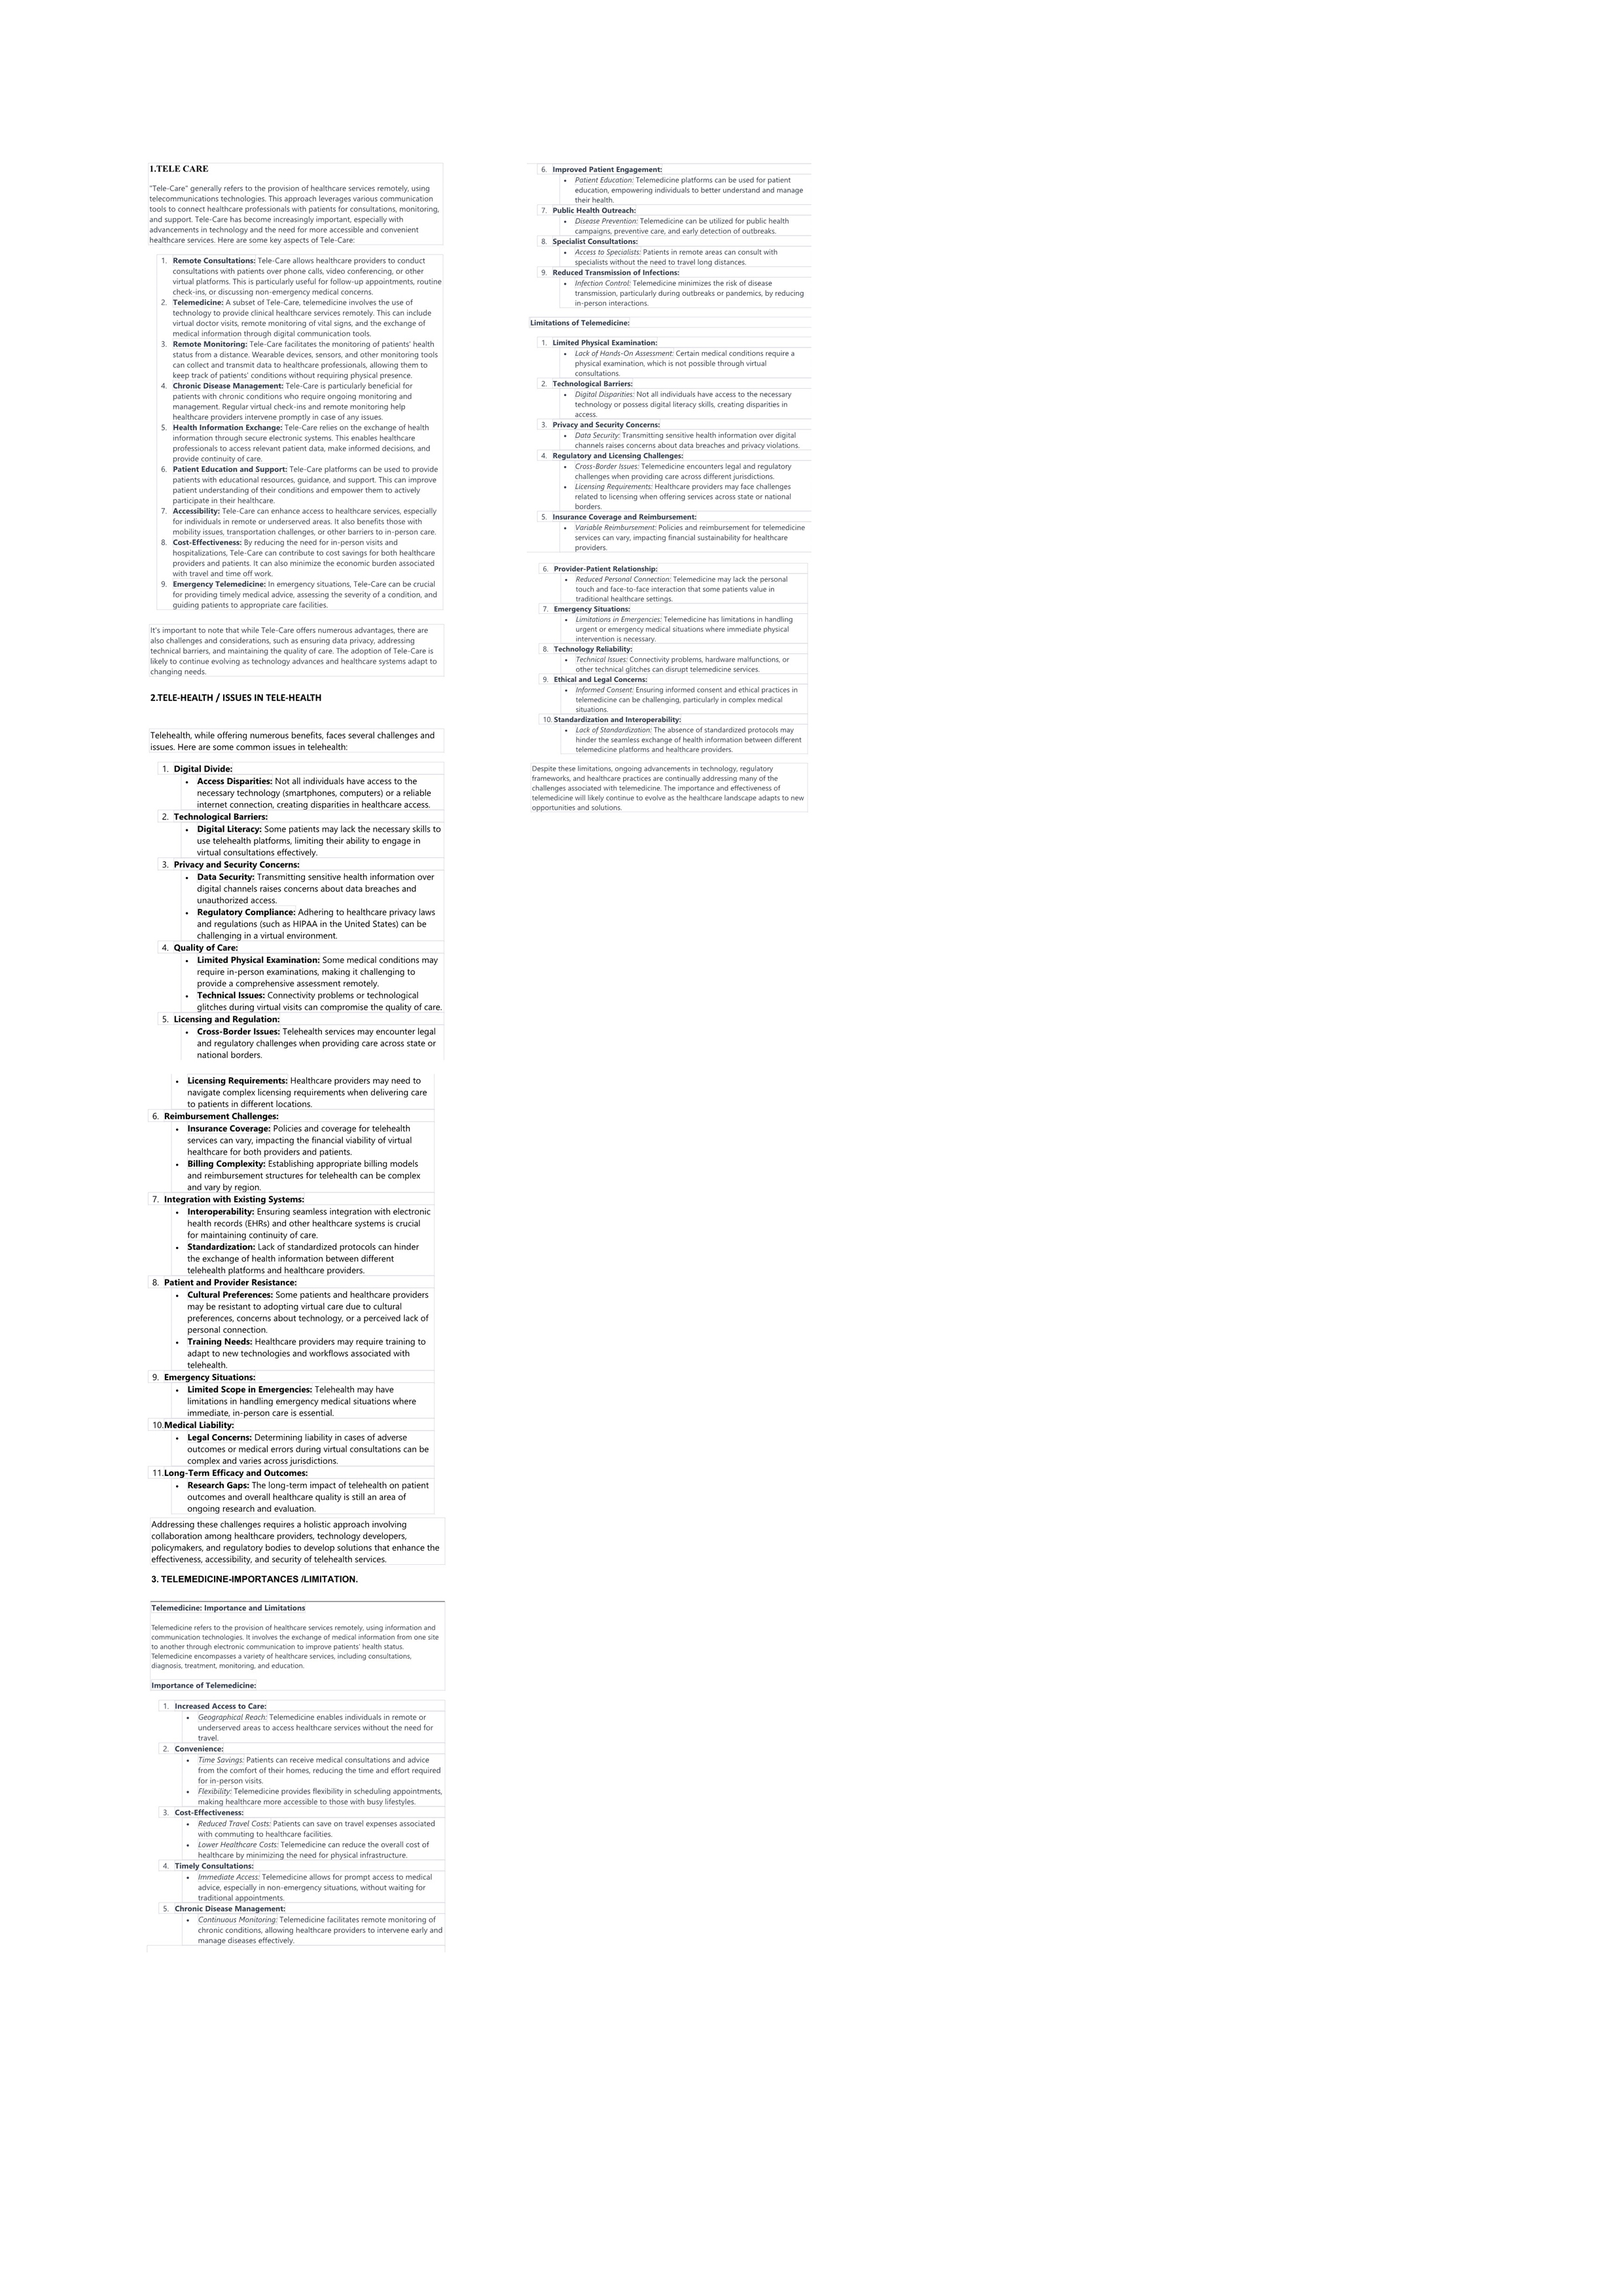 1.TELE CARE
"Tele-Care" generally refers to the provision of healthcare services remotely, using
telecommunications technologies. This approach leverages various communication
tools to connect healthcare professionals with patients for consultations, monitoring,
and support. Tele-Care has become increasingly important, especially with
advancements in technology and the need for more accessible and convenient
healthcare services. Here are some key aspects of Tele-Care:
1. Remote Consultations: Tele-Care allows healthcare providers to conduct
consultations with patients over phone calls, video conferencing, or other
virtual platforms. This is particularly useful for follow-up appointments, routine
check-ins, or discussing non-emergency medical concerns.
2. Telemedicine: A subset of Tele-Care, telemedicine involves the use of
technology to provide clinical healthcare services remotely. This can include
virtual doctor visits, remote monitoring of vital signs, and the exchange of
medical information through digital communication tools.
3. Remote Monitoring: Tele-Care facilitates the monitoring of patients' health
status from a distance. Wearable devices, sensors, and other monitoring tools
can collect and transmit data to healthcare professionals, allowing them to
keep track of patients' conditions without requiring physical presence.
4. Chronic Disease Management: Tele-Care is particularly beneficial for
patients with chronic conditions who require ongoing monitoring and
management. Regular virtual check-ins and remote monitoring help
healthcare providers intervene promptly in case of any issues.
5. Health Information Exchange: Tele-Care relies on the exchange of health
information through secure electronic systems. This enables healthcare
professionals to access relevant patient data, make informed decisions, and
provide continuity of care.
6. Patient Education and Support: Tele-Care platforms can be used to provide
patients with educational resources, guidance, and support. This can improve
patient understanding of their conditions and empower them to actively
participate in their healthcare.
7. Accessibility: Tele-Care can enhance access to healthcare services, especially
for individuals in remote or underserved areas. It also benefits those with
mobility issues, transportation challenges, or other barriers to in-person care.
8. Cost-Effectiveness: By reducing the need for in-person visits and
hospitalizations, Tele-Care can contribute to cost savings for both healthcare
providers and patients. It can also minimize the economic burden associated
with travel and time off work.
9. Emergency Telemedicine: In emergency situations, Tele-Care can be crucial
for providing timely medical advice, assessing the severity of a condition, and
guiding patients to appropriate care facilities.
It's important to note that while Tele-Care offers numerous advantages, there are
also challenges and considerations, such as ensuring data privacy, addressing
technical barriers, and maintaining the quality of care. The adoption of Tele-Care is
likely to continue evolving as technology advances and healthcare systems adapt to
changing needs.
2.TELE-HEALTH / ISSUES IN TELE-HEALTH
Telehealth, while offering numerous benefits, faces several challenges and
issues. Here are some common issues in telehealth:
1. Digital Divide:
• Access Disparities: Not all individuals have access to the
necessary technology (smartphones, computers) or a reliable
internet connection, creating disparities in healthcare access.
2. Technological Barriers:
• Digital Literacy: Some patients may lack the necessary skills to
use telehealth platforms, limiting their ability to engage in
virtual consultations effectively.
3. Privacy and Security Concerns:
• Data Security: Transmitting sensitive health information over
digital channels raises concerns about data breaches and
unauthorized access.
• Regulatory Compliance: Adhering to healthcare privacy laws
and regulations (such as HIPAA in the United States) can be
challenging in a virtual environment.
4. Quality of Care:
• Limited Physical Examination: Some medical conditions may
require in-person examinations, making it challenging to
provide a comprehensive assessment remotely.
• Technical Issues: Connectivity problems or technological
glitches during virtual visits can compromise the quality of care.
5. Licensing and Regulation:
• Cross-Border Issues: Telehealth services may encounter legal
and regulatory challenges when providing care across state or
national borders.
• Licensing Requirements: Healthcare providers may need to
navigate complex licensing requirements when delivering care
to patients in different locations.
6. Reimbursement Challenges:
• Insurance Coverage: Policies and coverage for telehealth
services can vary, impacting the financial viability of virtual
healthcare for both providers and patients.
• Billing Complexity: Establishing appropriate billing models
and reimbursement structures for telehealth can be complex
and vary by region.
7. Integration with Existing Systems:
• Interoperability: Ensuring seamless integration with electronic
health records (EHRs) and other healthcare systems is crucial
for maintaining continuity of care.
• Standardization: Lack of standardized protocols can hinder
the exchange of health information between different
telehealth platforms and healthcare providers.
8. Patient and Provider Resistance:
• Cultural Preferences: Some patients and healthcare providers
may be resistant to adopting virtual care due to cultural
preferences, concerns about technology, or a perceived lack of
personal connection.
• Training Needs: Healthcare providers may require training to
adapt to new technologies and workflows associated with
telehealth.
9. Emergency Situations:
• Limited Scope in Emergencies: Telehealth may have
limitations in handling emergency medical situations where
immediate, in-person care is essential.
10.Medical Liability:
• Legal Concerns: Determining liability in cases of adverse
outcomes or medical errors during virtual consultations can be
complex and varies across jurisdictions.
11.Long-Term Efficacy and Outcomes:
• Research Gaps: The long-term impact of telehealth on patient
outcomes and overall healthcare quality is still an area of
ongoing research and evaluation.
Addressing these challenges requires a holistic approach involving
collaboration among healthcare providers, technology developers,
policymakers, and regulatory bodies to develop solutions that enhance the
effectiveness, accessibility, and security of telehealth services.
3. TELEMEDICINE-IMPORTANCES /LIMITATION.
Telemedicine: Importance and Limitations
Telemedicine refers to the provision of healthcare services remotely, using information and
communication technologies. It involves the exchange of medical information from one site
to another through electronic communication to improve patients' health status.
Telemedicine encompasses a variety of healthcare services, including consultations,
diagnosis, treatment, monitoring, and education.
Importance of Telemedicine:
1. Increased Access to Care:
• Geographical Reach: Telemedicine enables individuals in remote or
underserved areas to access healthcare services without the need for
travel.
2. Convenience:
• Time Savings: Patients can receive medical consultations and advice
from the comfort of their homes, reducing the time and effort required
for in-person visits.
• Flexibility: Telemedicine provides flexibility in scheduling appointments,
making healthcare more accessible to those with busy lifestyles.
3. Cost-Effectiveness:
• Reduced Travel Costs: Patients can save on travel expenses associated
with commuting to healthcare facilities.
• Lower Healthcare Costs: Telemedicine can reduce the overall cost of
healthcare by minimizing the need for physical infrastructure.
4. Timely Consultations:
• Immediate Access: Telemedicine allows for prompt access to medical
advice, especially in non-emergency situations, without waiting for
traditional appointments.
5. Chronic Disease Management:
• Continuous Monitoring: Telemedicine facilitates remote monitoring of
chronic conditions, allowing healthcare providers to intervene early and
manage diseases effectively.
6. Improved Patient Engagement:
• Patient Education: Telemedicine platforms can be used for patient
education, empowering individuals to better understand and manage
their health.
7. Public Health Outreach:
• Disease Prevention: Telemedicine can be utilized for public health
campaigns, preventive care, and early detection of outbreaks.
8. Specialist Consultations:
• Access to Specialists: Patients in remote areas can consult with
specialists without the need to travel long distances.
9. Reduced Transmission of Infections:
• Infection Control: Telemedicine minimizes the risk of disease
transmission, particularly during outbreaks or pandemics, by reducing
in-person interactions.
Limitations of Telemedicine:
1. Limited Physical Examination:
• Lack of Hands-On Assessment: Certain medical conditions require a
physical examination, which is not possible through virtual
consultations.
2. Technological Barriers:
• Digital Disparities: Not all individuals have access to the necessary
technology or possess digital literacy skills, creating disparities in
access.
3. Privacy and Security Concerns:
• Data Security: Transmitting sensitive health information over digital
channels raises concerns about data breaches and privacy violations.
4. Regulatory and Licensing Challenges:
• Cross-Border Issues: Telemedicine encounters legal and regulatory
challenges when providing care across different jurisdictions.
• Licensing Requirements: Healthcare providers may face challenges
related to licensing when offering services across state or national
borders.
5. Insurance Coverage and Reimbursement:
• Variable Reimbursement: Policies and reimbursement for telemedicine
services can vary, impacting financial sustainability for healthcare
providers.
6. Provider-Patient Relationship:
• Reduced Personal Connection: Telemedicine may lack the personal
touch and face-to-face interaction that some patients value in
traditional healthcare settings.
7. Emergency Situations:
• Limitations in Emergencies: Telemedicine has limitations in handling
urgent or emergency medical situations where immediate physical
intervention is necessary.
8. Technology Reliability:
• Technical Issues: Connectivity problems, hardware malfunctions, or
other technical glitches can disrupt telemedicine services.
9. Ethical and Legal Concerns:
• Informed Consent: Ensuring informed consent and ethical practices in
telemedicine can be challenging, particularly in complex medical
situations.
10. Standardization and Interoperability:
• Lack of Standardization: The absence of standardized protocols may
hinder the seamless exchange of health information between different
telemedicine platforms and healthcare providers.
Despite these limitations, ongoing advancements in technology, regulatory
frameworks, and healthcare practices are continually addressing many of the
challenges associated with telemedicine. The importance and effectiveness of
telemedicine will likely continue to evolve as the healthcare landscape adapts to new
opportunities and solutions.